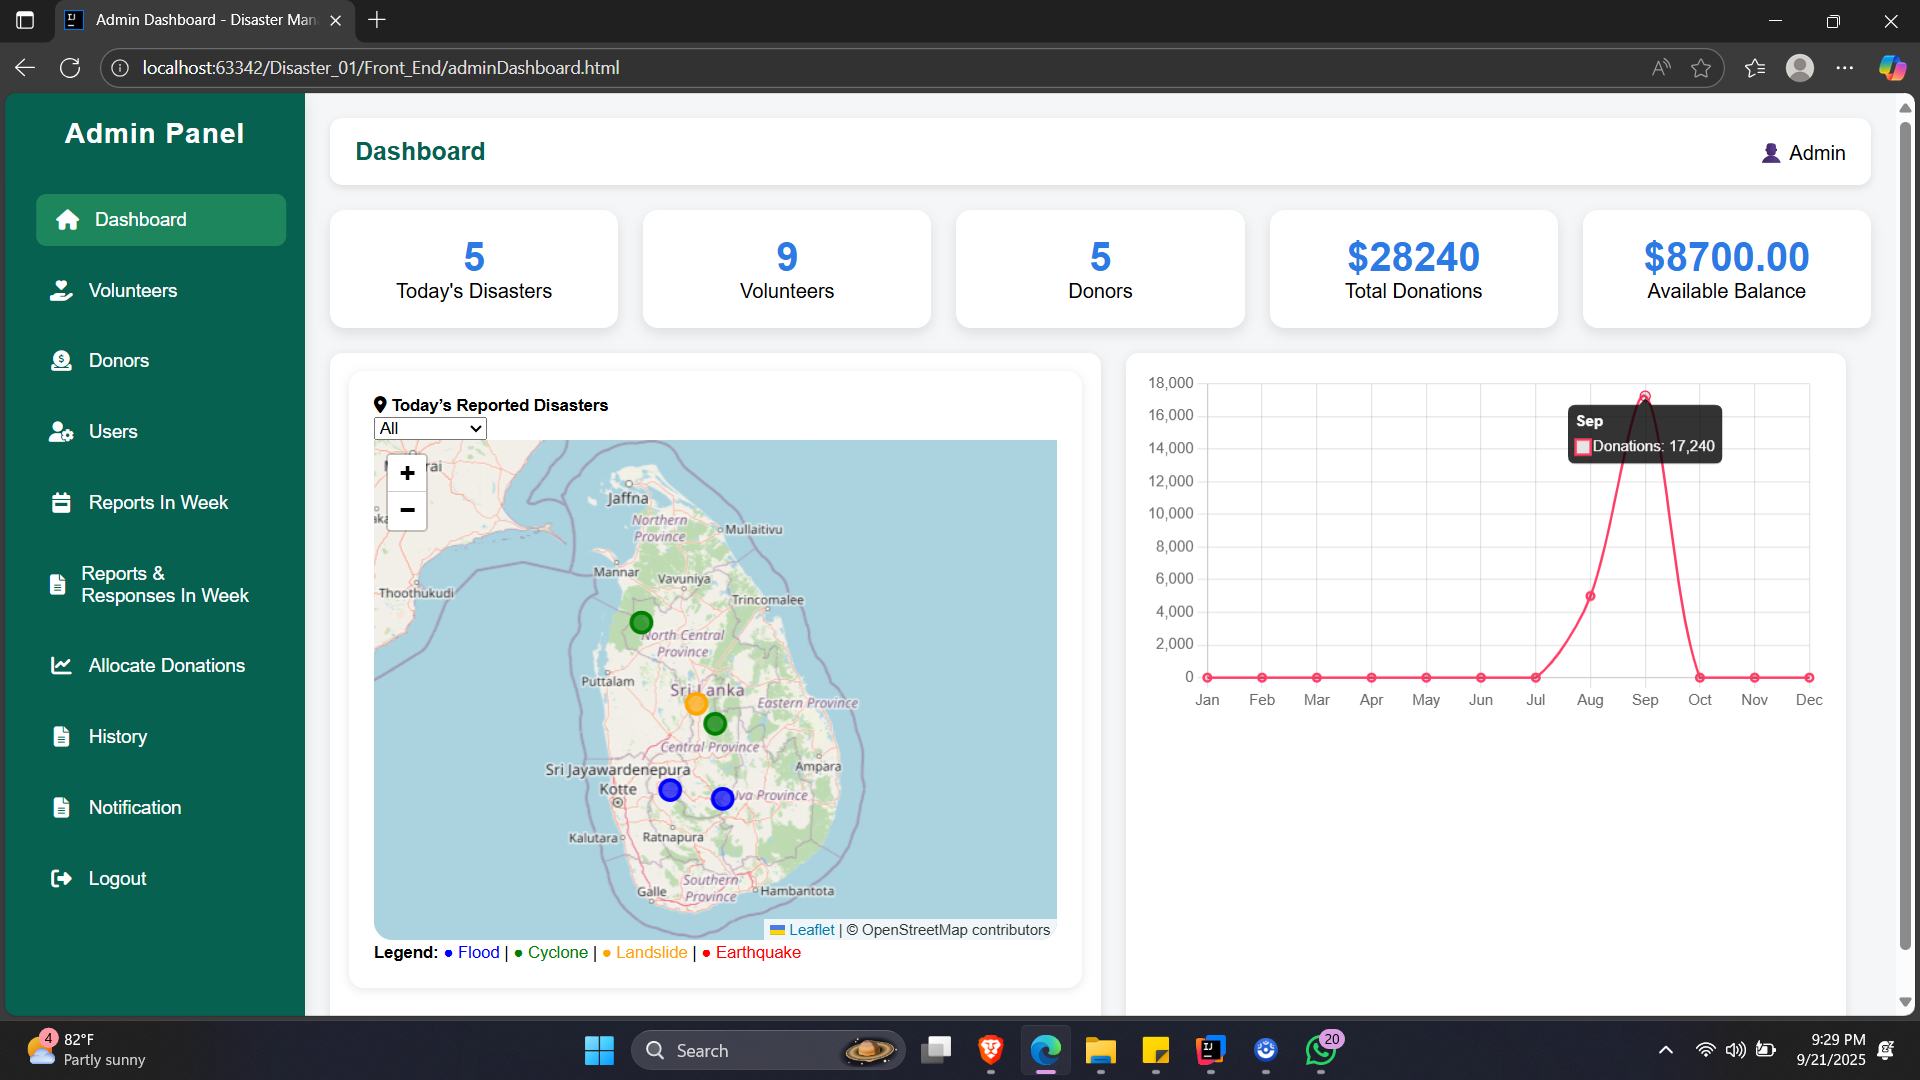 Admin Dashboard - Disaster Man
localhost:63342/Disaster_01/Front_End/adminDashboard.html
Admin Panel
Dashboard
Volunteers
Donors
Users
Reports In Week
Reports &
Responses In Week
Allocate Donations
History
Notification
Logout
Dashboard
Admin
5
Today's Disasters
9
Volunteers
5
Donors
$28240
Total Donations
$8700.00
Available Balance
Today’s Reported Disasters
All
+
−
Jaffna
Northern
Province
Mullaitivu
Mannar
Vavuniya
Thoothukudi
Trincomalee
North Central
Province
Puttalam
Sri Lanka
Eastern Province
Central Province
Sri Jayawardenepura
Kotte
Ampara
Uva Province
Kalutara
Ratnapura
Galle
Southern
Province
Hambantota
Leaflet | © OpenStreetMap contributors
Legend: ● Flood | ● Cyclone | ● Landslide | ● Earthquake
18,000
16,000
14,000
12,000
10,000
8,000
6,000
4,000
2,000
0
Jan Feb Mar Apr May Jun Jul Aug Sep Oct Nov Dec
Sep
Donations: 17,240
4
82°F
Partly sunny
Search
20
9:29 PM
9/21/2025